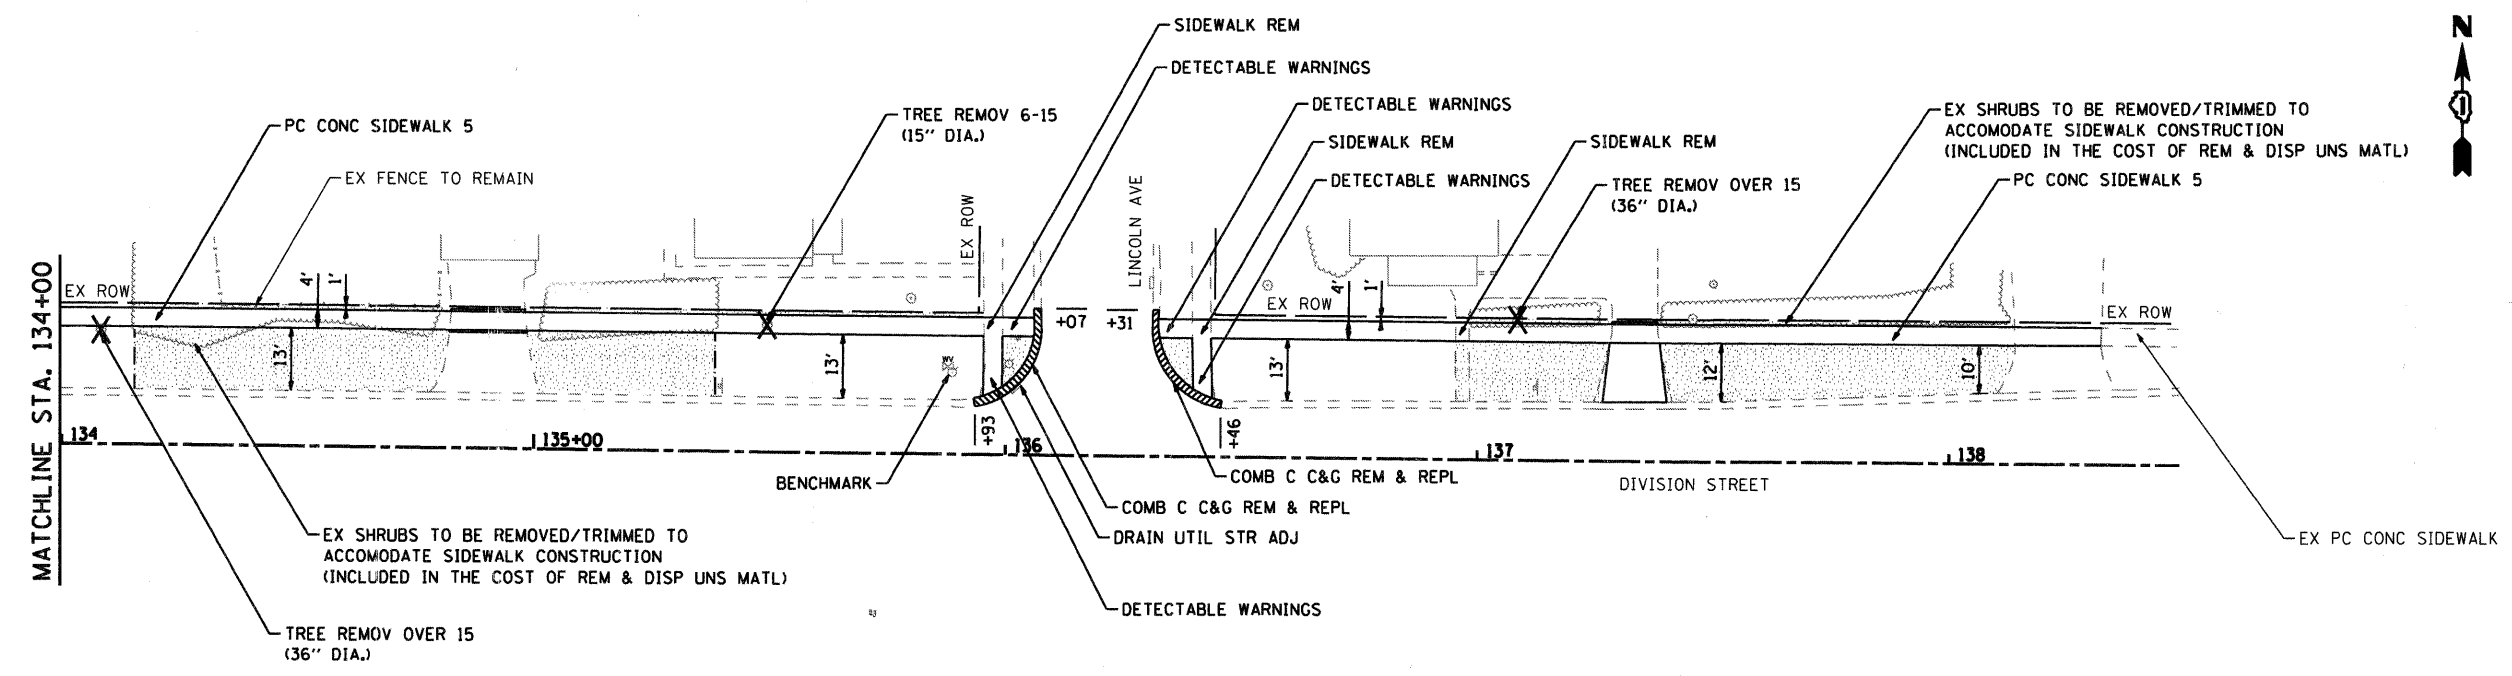 SIDEWALK REM
DETECTABLE WARNINGS
N
DETECTABLE WARNINGS
TREE REMOV 6-15
(15" DIA.)
EX SHRUBS TO BE REMOVED/TRIMMED TO
ACCOMODATE SIDEWALK CONSTRUCTION
(INCLUDED IN THE COST OF REM & DISP UNS MATL)
PC CONC SIDEWALK 5
SIDEWALK REM
SIDEWALK REM
EX FENCE TO REMAIN
DETECTABLE WARNINGS
TREE REMOV OVER 15
(36" DIA.)
PC CONC SIDEWALK 5
EX ROW
LINCOLN AVE
MATCHLINE STA. 134+00
EX ROW
4'
1'
EX ROW
4'
1'
EX ROW
+07
+31
13'
13'
WV
13'
12'
10'
134
135+00
+93
136
+46
137
138
BENCHMARK
COMB C C&G REM & REPL
DIVISION STREET
COMB C C&G REM & REPL
EX SHRUBS TO BE REMOVED/TRIMMED TO
ACCOMODATE SIDEWALK CONSTRUCTION
(INCLUDED IN THE COST OF REM & DISP UNS MATL)
DRAIN UTIL STR ADJ
EX PC CONC SIDEWALK
DETECTABLE WARNINGS
TREE REMOV OVER 15
(36" DIA.)